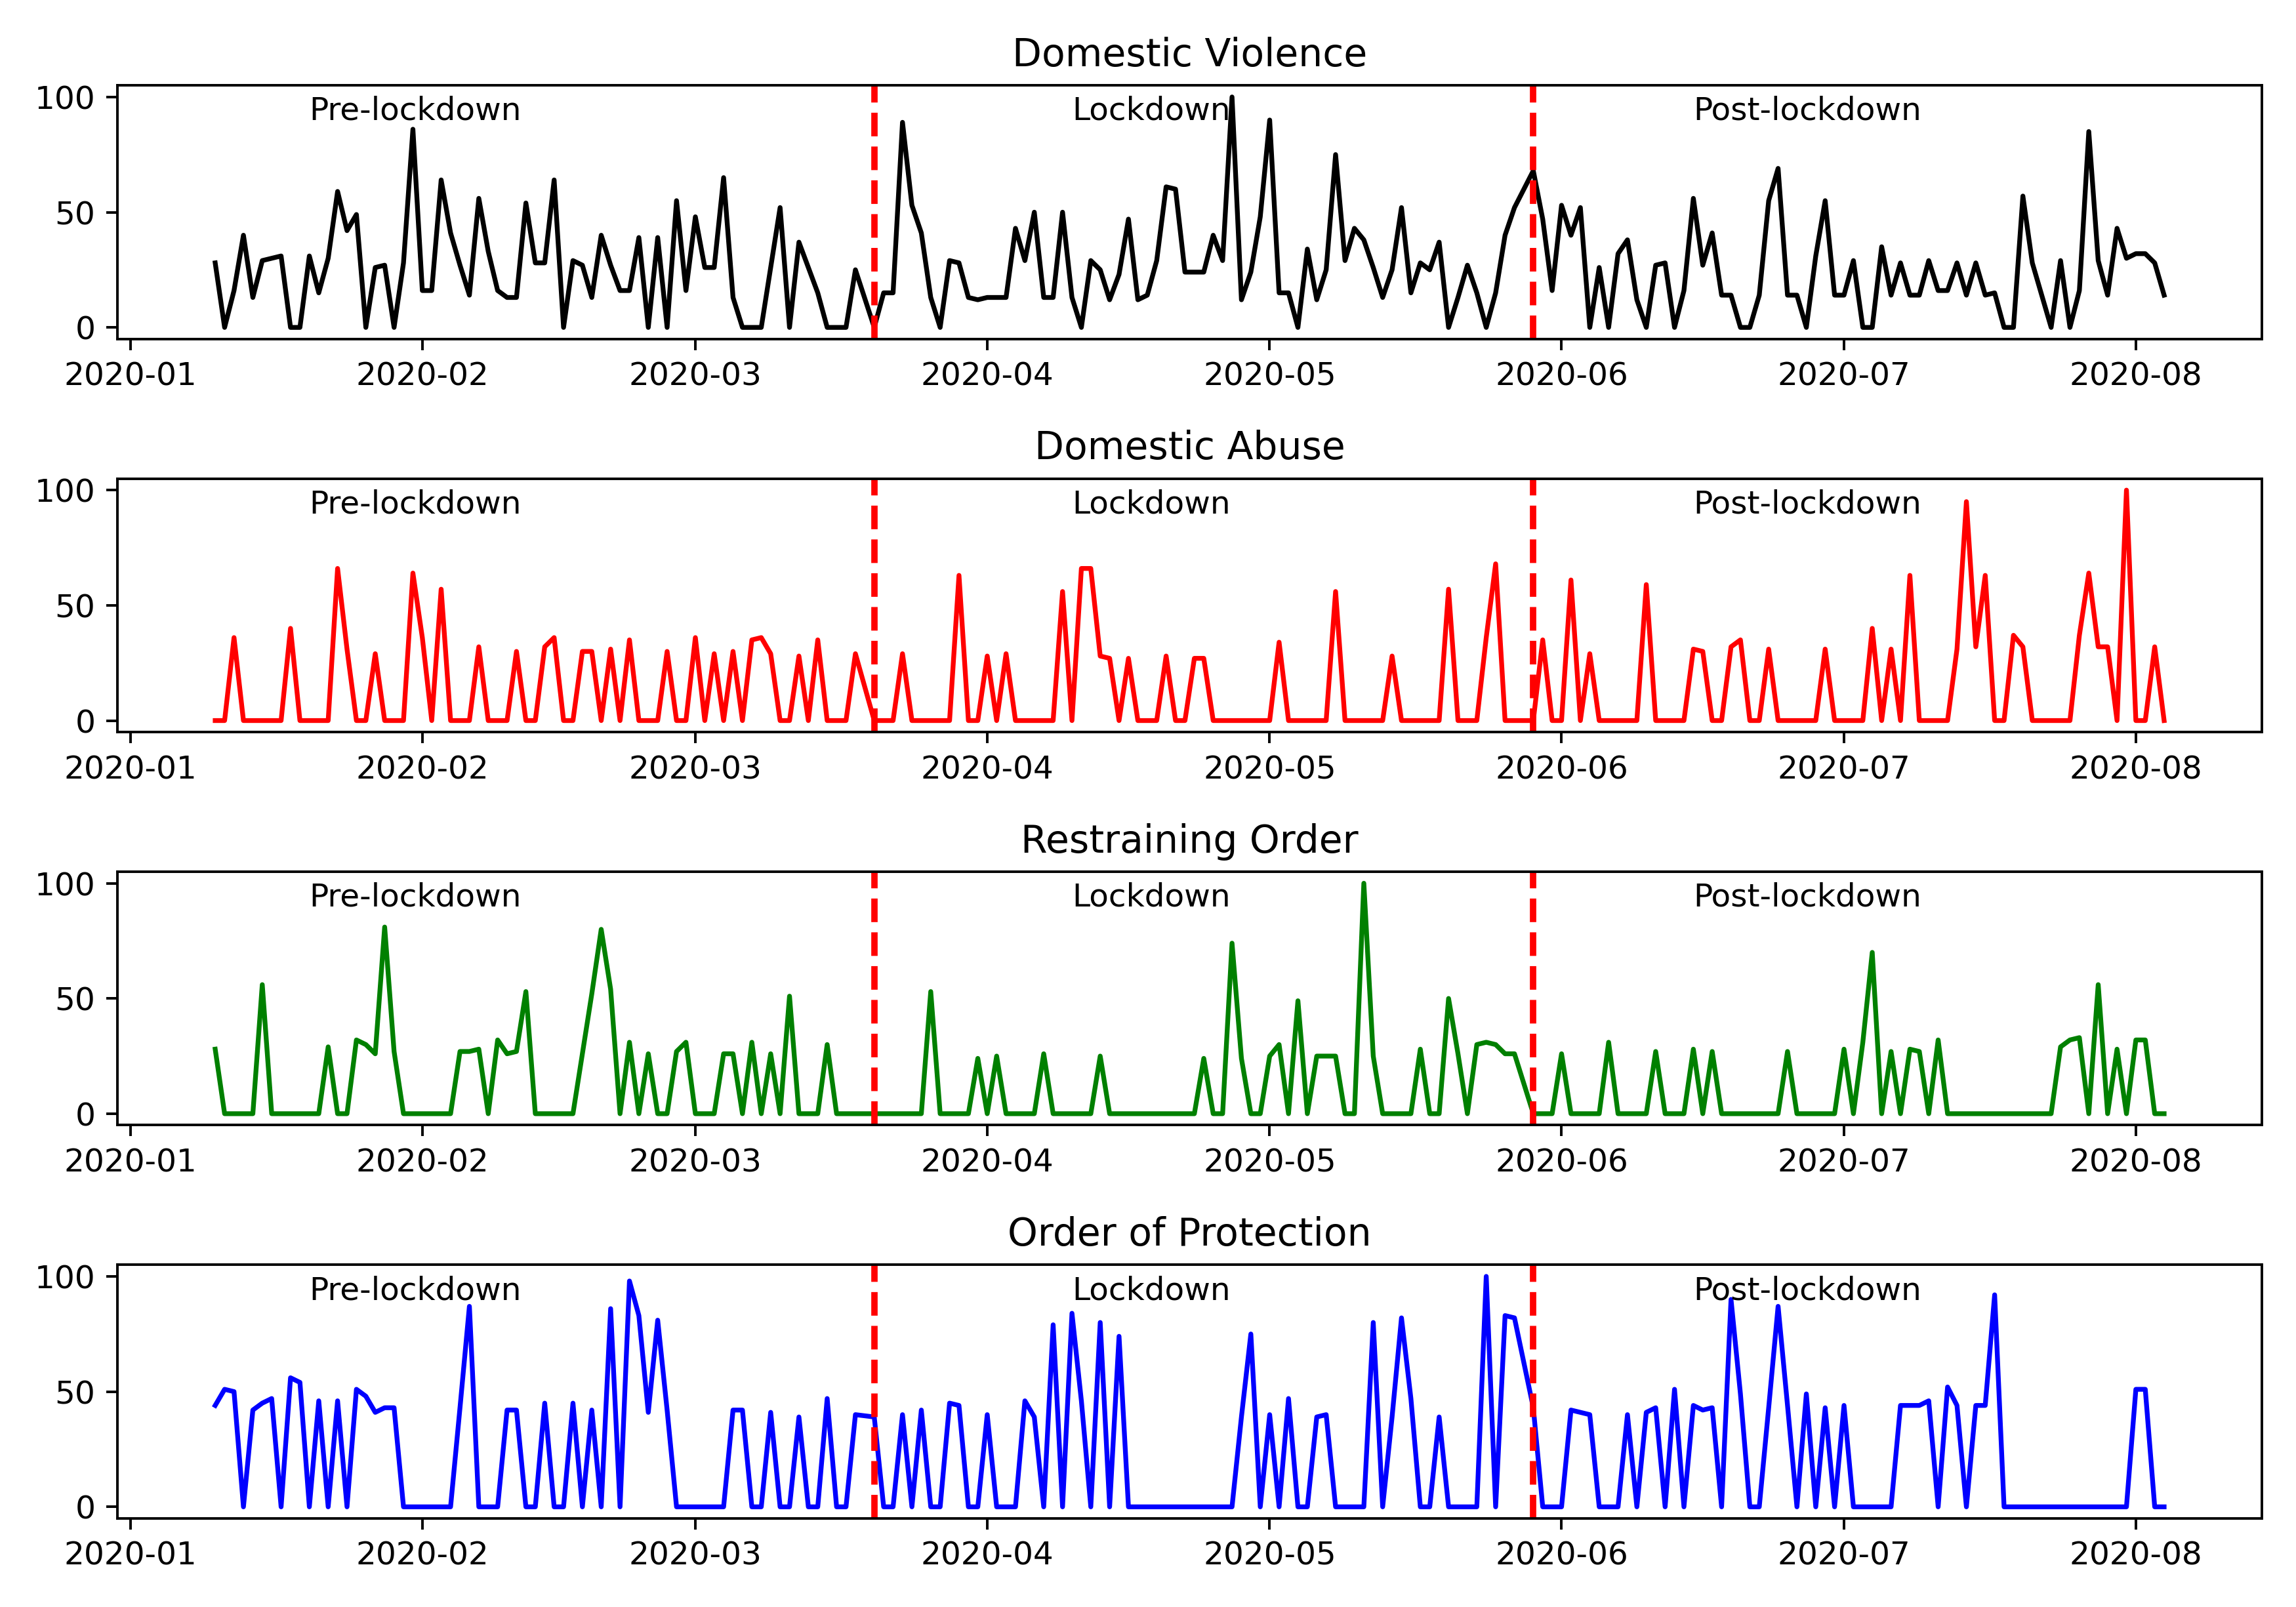 Domestic Violence
100
Pre-lockdown Lockdown Post-lockdown
50
0
2020-01 2020-02 2020-03 2020-04 2020-05 2020-06 2020-07 2020-08
Domestic Abuse
100
Pre-lockdown Lockdown Post-lockdown
50
0
2020-01 2020-02 2020-03 2020-04 2020-05 2020-06 2020-07 2020-08
Restraining Order
100
Pre-lockdown Lockdown Post-lockdown
50
0
2020-01 2020-02 2020-03 2020-04 2020-05 2020-06 2020-07 2020-08
Order of Protection
100
Pre-lockdown Lockdown Post-lockdown
50
0
2020-01 2020-02 2020-03 2020-04 2020-05 2020-06 2020-07 2020-08